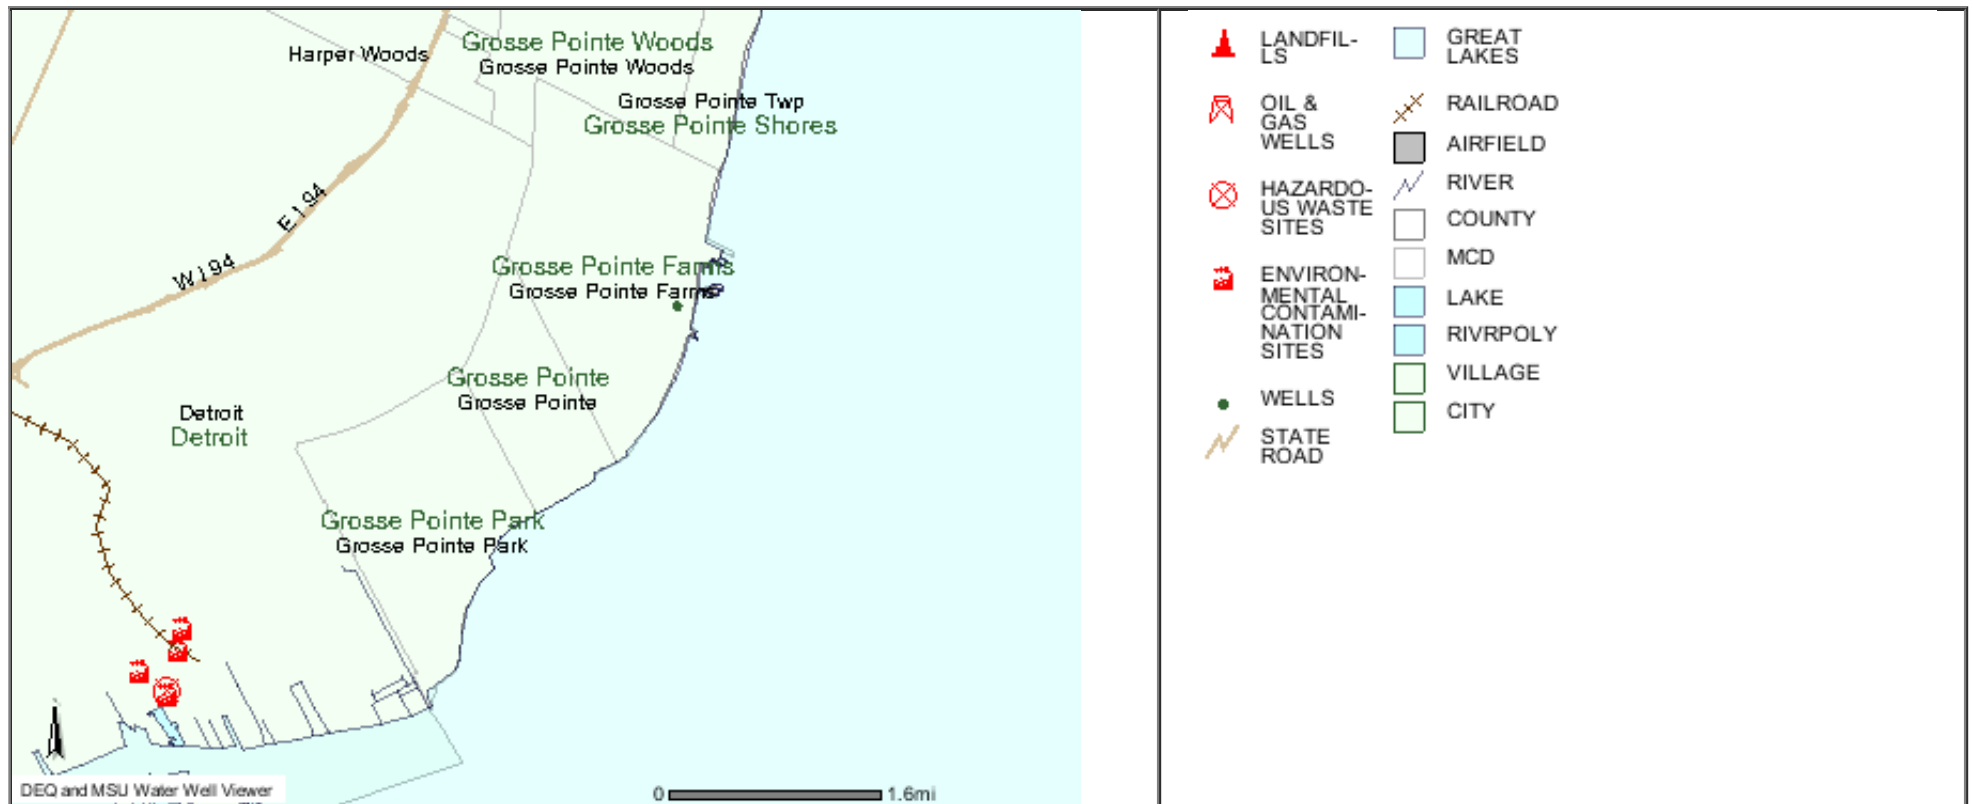 Harper Woods
Grosse Pointe Woods
Grosse Pointe Woods
Grosse Pointe Twp
Grosse Pointe Shores
E I 94
W I 94
Grosse Pointe Farms
Grosse Pointe Farms
Grosse Pointe
Grosse Pointe
Detroit
Detroit
Grosse Pointe Park
Grosse Pointe Park
DEQ and MSU Water Well Viewer
0 1.6mi
LANDFIL-
LS
OIL &
GAS
WELLS
HAZARDO-
US WASTE
SITES
ENVIRON-
MENTAL
CONTAMI-
NATION
SITES
WELLS
STATE
ROAD
GREAT
LAKES
RAILROAD
AIRFIELD
RIVER
COUNTY
MCD
LAKE
RIVRPOLY
VILLAGE
CITY